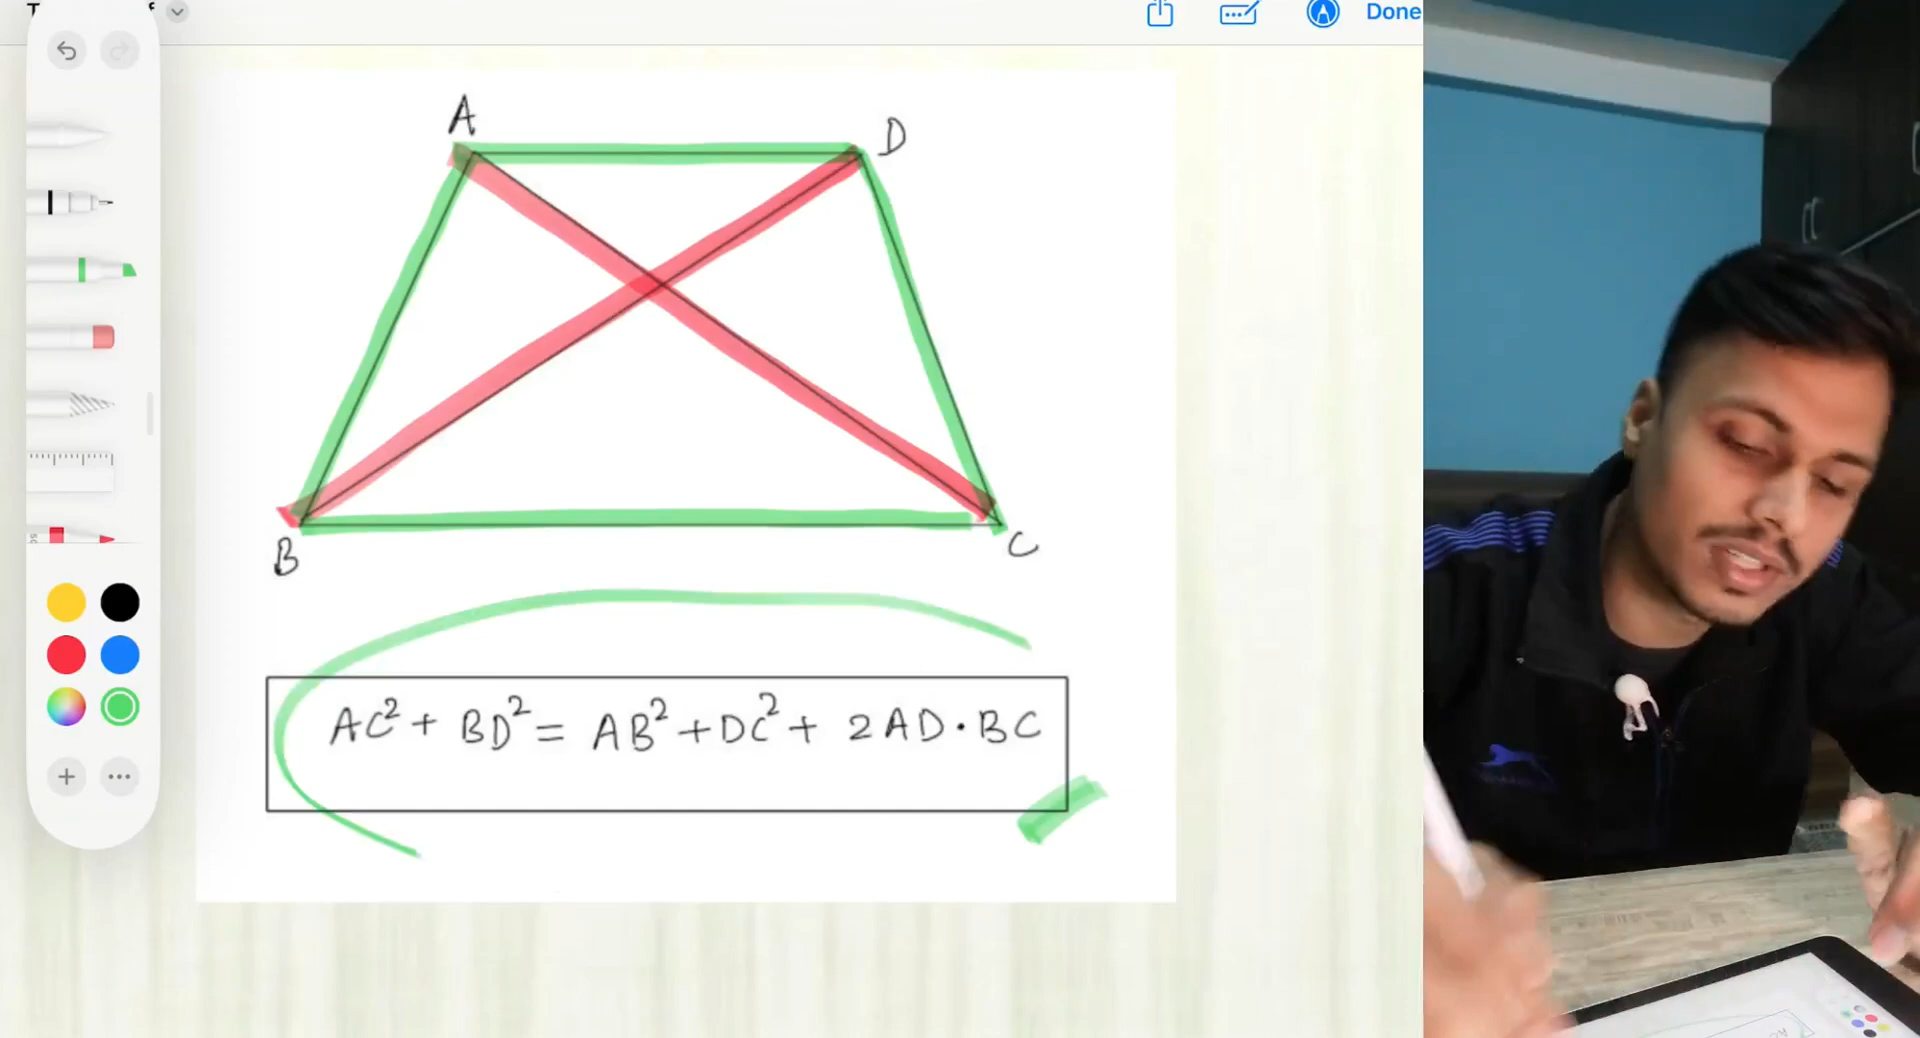 Done
A
D
B
C
AC² + BD² = AB² + DC² + 2AD·BC